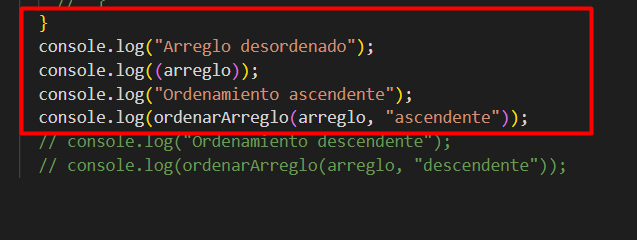 //  {
}
console.log("Arreglo desordenado");
console.log((arreglo));
console.log("Ordenamiento ascendente");
console.log(ordenarArreglo(arreglo, "ascendente"));
// console.log("Ordenamiento descendente");
// console.log(ordenarArreglo(arreglo, "descendente"));